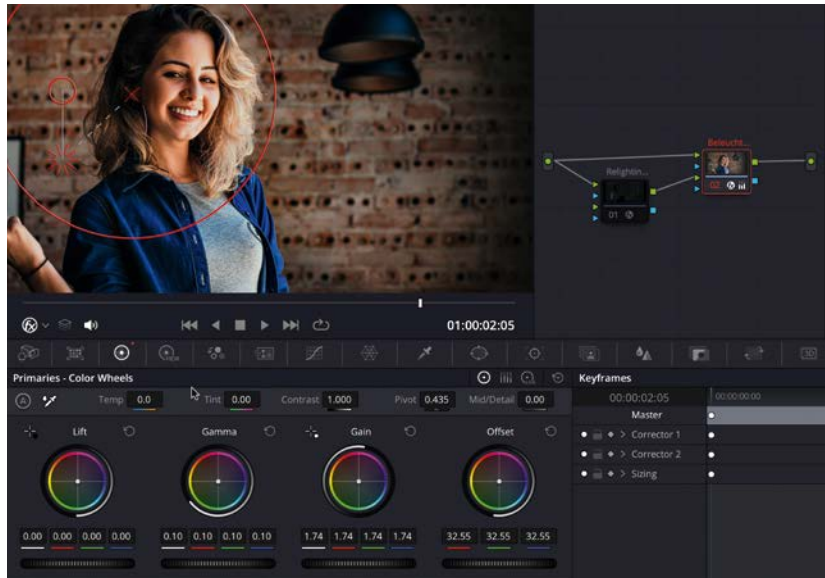 Beleucht...
Relightin...
02
01
01:00:02:05
Primaries - Color Wheels
Keyframes
Temp 0.0 Tint 0.00 Contrast 1.000 Pivot 0.435 Mid/Detail 0.00
00:00:02:05
00:00:00:00
Master
Lift
Gamma
Gain
Offset
Corrector 1
Corrector 2
Sizing
0.00 0.00 0.00 0.00
0.10 0.10 0.10 0.10
1.74 1.74 1.74 1.74
32.55 32.55 32.55